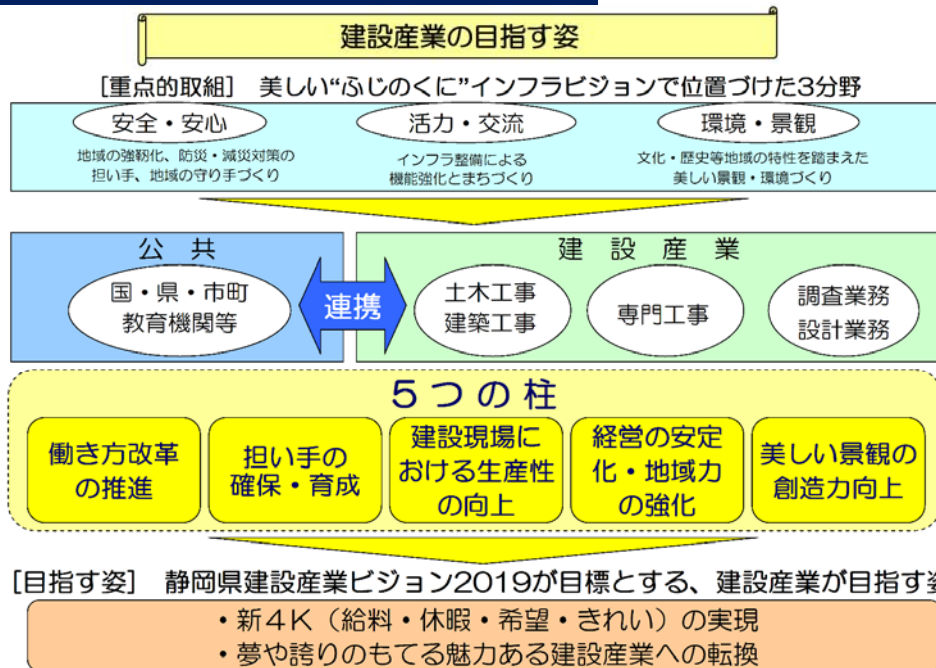 建設産業の目指す姿
[重点的取組] 美しい“ふじのくに”インフラビジョンで位置づけた3分野
安全・安心
地域の強靭化、防災・減災対策の
担い手、地域の守り手づくり
活力・交流
インフラ整備による
機能強化とまちづくり
環境・景観
文化・歴史等地域の特性を踏まえた
美しい景観・環境づくり
公共
国・県・市町
教育機関等
連携
建設産業
土木工事
建築工事
専門工事
調査業務
設計業務
5つの柱
働き方改革
の推進
担い手の
確保・育成
建設現場に
おける生産性
の向上
経営の安定
化・地域力
の強化
美しい景観の
創造力向上
[目指す姿] 静岡県建設産業ビジョン2019が目標とする、建設産業が目指す姿
・新4K（給料・休暇・希望・きれい）の実現
・夢や誇りのもてる魅力ある建設産業への転換